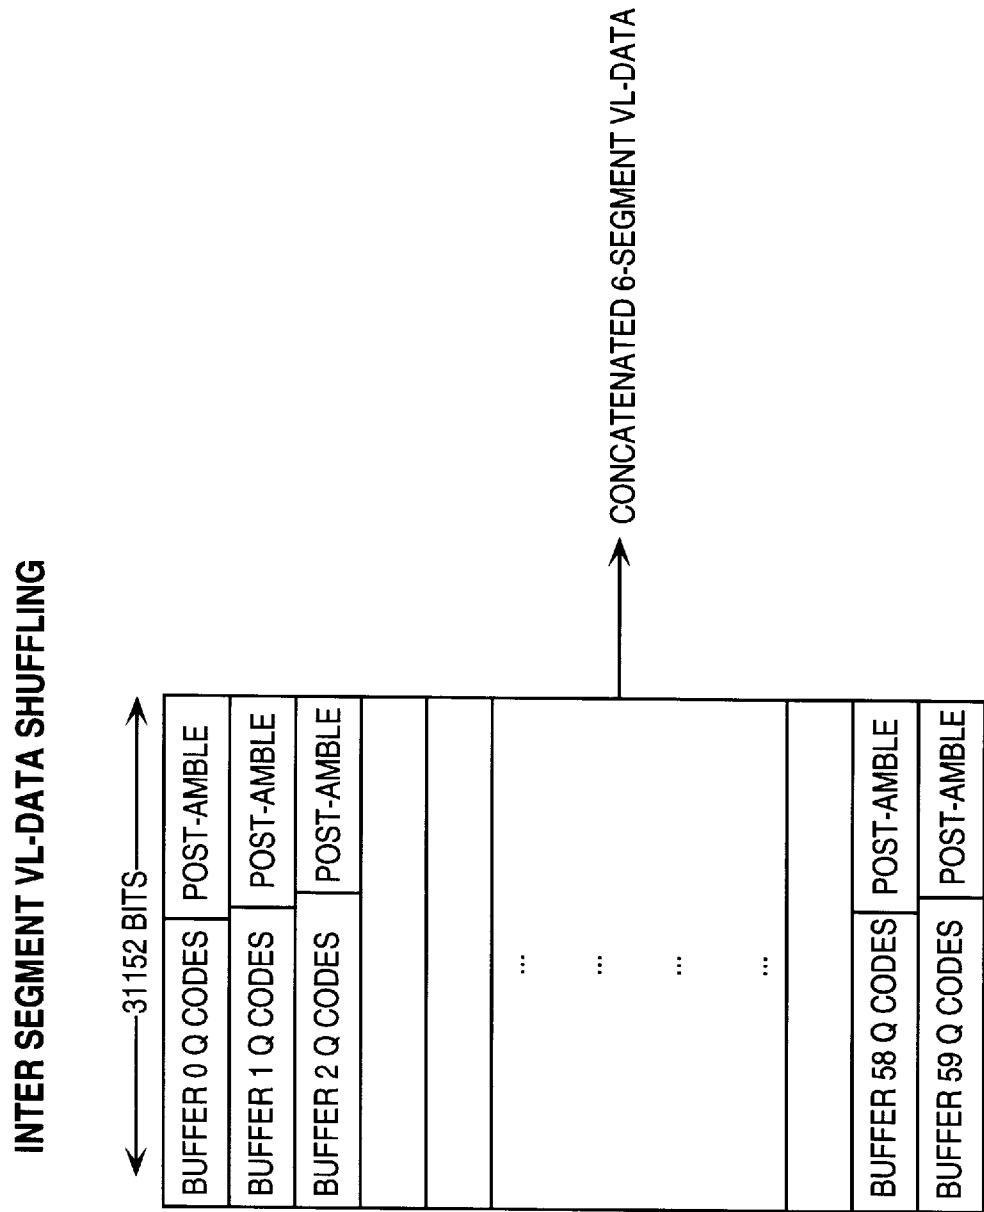 INTER SEGMENT VL-DATA SHUFFLING
31152 BITS
BUFFER 0 Q CODES POST-AMBLE
BUFFER 1 Q CODES POST-AMBLE
BUFFER 2 Q CODES POST-AMBLE
...
...
...
...
CONCATENATED 6-SEGMENT VL-DATA
BUFFER 58 Q CODES POST-AMBLE
BUFFER 59 Q CODES POST-AMBLE